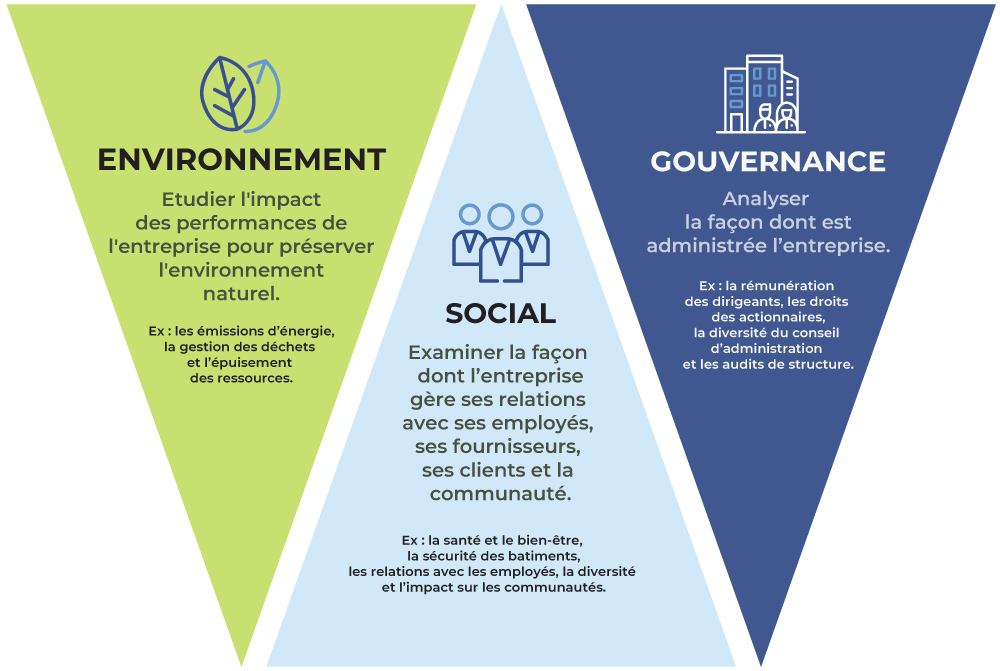 ENVIRONNEMENT
Etudier l'impact
des performances de
l'entreprise pour préserver
l'environnement
naturel.
Ex : les émissions d’énergie,
la gestion des déchets
et l’épuisement
des ressources.
SOCIAL
Examiner la façon
dont l’entreprise
gère ses relations
avec ses employés,
ses fournisseurs,
ses clients et la
communauté.
Ex : la santé et le bien-être,
la sécurité des batiments,
les relations avec les employés, la diversité
et l’impact sur les communautés.
GOUVERNANCE
Analyser
la façon dont est
administrée l’entreprise.
Ex : la rémunération
des dirigeants, les droits
des actionnaires,
la diversité du conseil
d’administration
et les audits de structure.